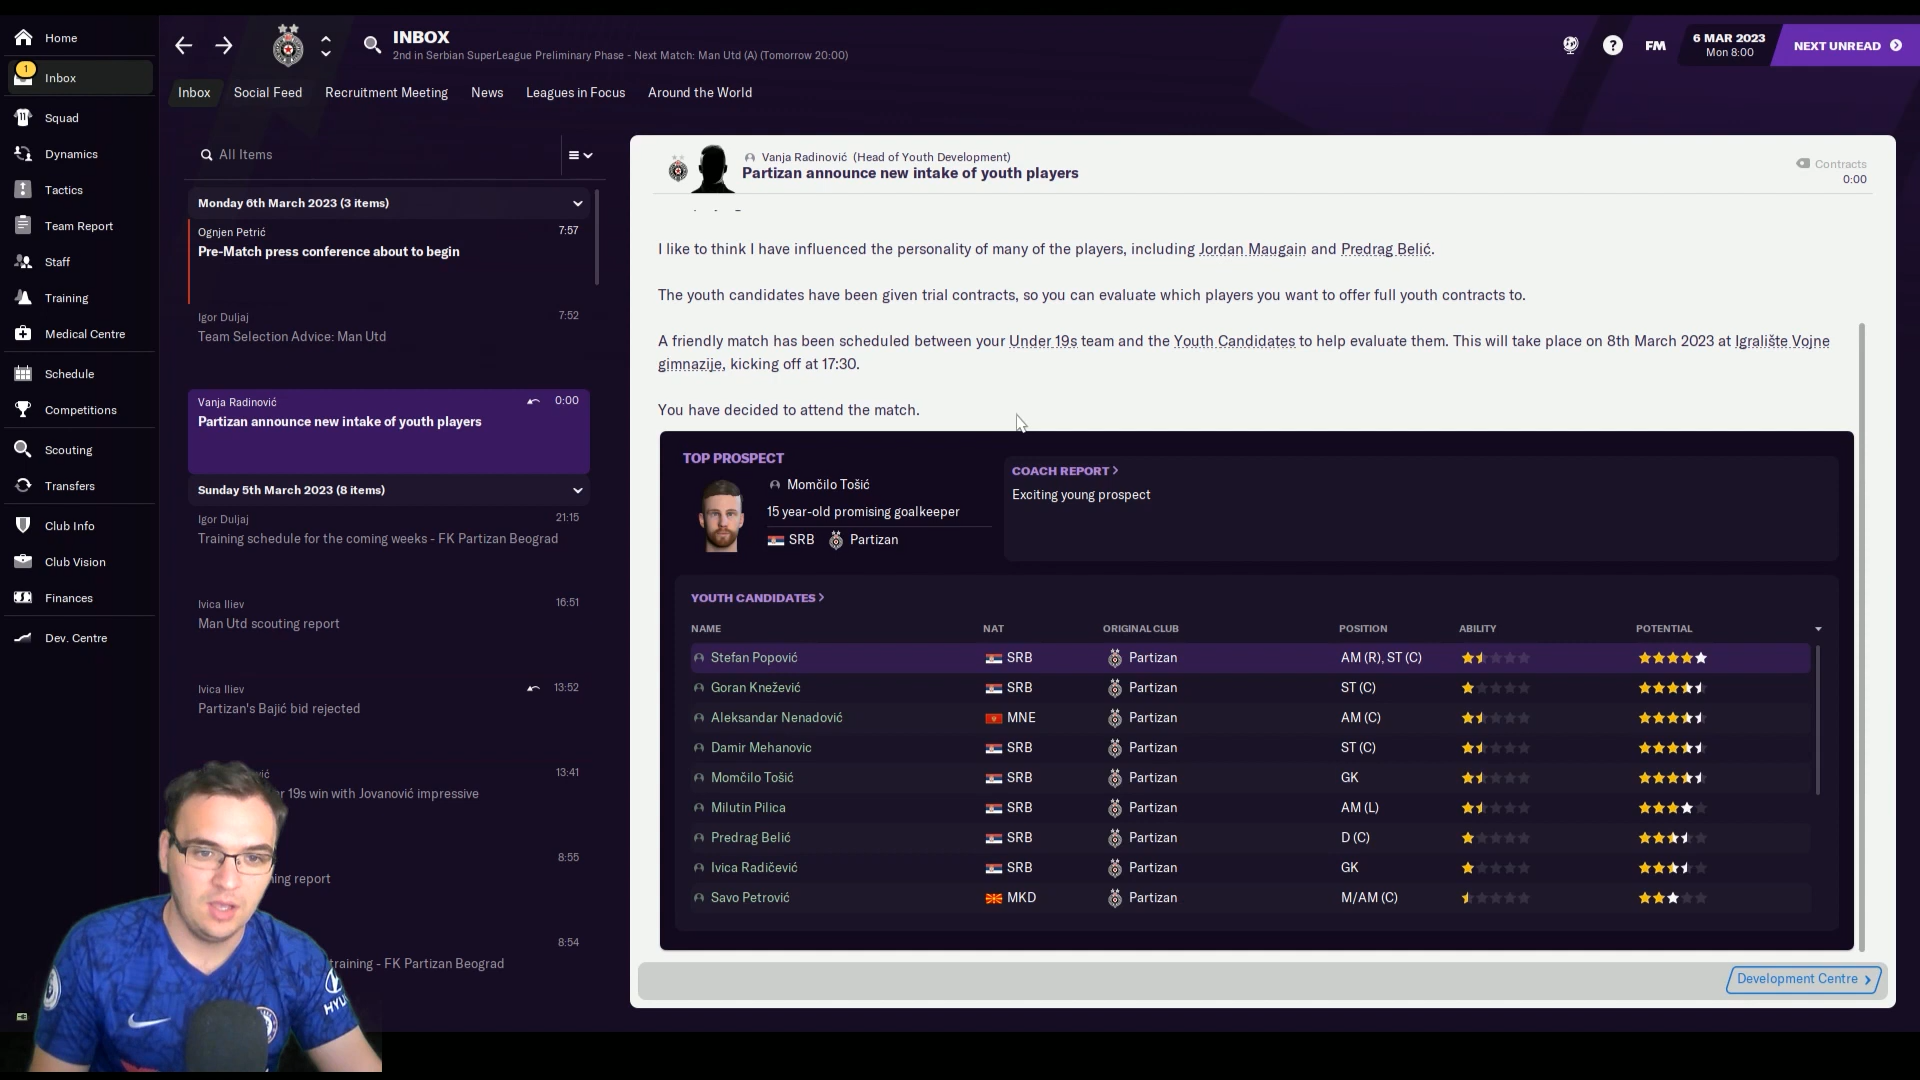 Home
1
Inbox
Squad
Dynamics
Tactics
Team Report
Staff
Training
Medical Centre
Schedule
Competitions
Scouting
Transfers
Club Info
Club Vision
Finances
Dev. Centre
INBOX
2nd in Serbian SuperLeague Preliminary Phase - Next Match: Man Utd (A) (Tomorrow 20:00)
?
FM
6 MAR 2023
Mon 8:00
NEXT UNREAD
Inbox Social Feed Recruitment Meeting News Leagues in Focus Around the World
All Items
Monday 6th March 2023 (3 items)
Ognjen Petrić 7:57
Pre-Match press conference about to begin
Igor Duljaj 7:52
Team Selection Advice: Man Utd
Vanja Radinović 0:00
Partizan announce new intake of youth players
Sunday 5th March 2023 (8 items)
Igor Duljaj 21:15
Training schedule for the coming weeks - FK Partizan Beograd
Ivica Iliev 16:51
Man Utd scouting report
Ivica Iliev 13:52
Partizan's Bajić bid rejected
13:41
19s win with Jovanović impressive
8:55
report
8:54
training - FK Partizan Beograd
Vanja Radinović (Head of Youth Development)
Partizan announce new intake of youth players
Contracts
0:00
I like to think I have influenced the personality of many of the players, including Jordan Maugain and Predrag Belić.
The youth candidates have been given trial contracts, so you can evaluate which players you want to offer full youth contracts to.
A friendly match has been scheduled between your Under 19s team and the Youth Candidates to help evaluate them. This will take place on 8th March 2023 at Igralište Vojne
gimnazije, kicking off at 17:30.
You have decided to attend the match.
TOP PROSPECT
Momčilo Tošić
15 year-old promising goalkeeper
SRB Partizan
COACH REPORT >
Exciting young prospect
YOUTH CANDIDATES >
NAME NAT ORIGINAL CLUB POSITION ABILITY POTENTIAL
Stefan Popović SRB Partizan AM (R), ST (C)
Goran Knežević SRB Partizan ST (C)
Aleksandar Nenadović MNE Partizan AM (C)
Damir Mehanovic SRB Partizan ST (C)
Momčilo Tošić SRB Partizan GK
Milutin Pilica SRB Partizan AM (L)
Predrag Belić SRB Partizan D (C)
Ivica Radičević SRB Partizan GK
Savo Petrović MKD Partizan M/AM (C)
Development Centre >